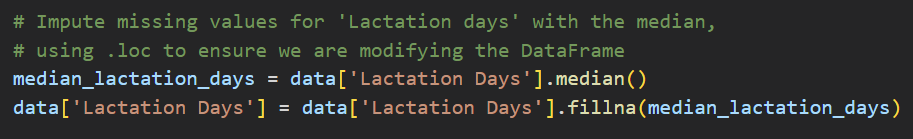 # Impute missing values for 'Lactation days' with the median,
# using .loc to ensure we are modifying the DataFrame
median_lactation_days = data['Lactation Days'].median()
data['Lactation Days'] = data['Lactation Days'].fillna(median_lactation_days)